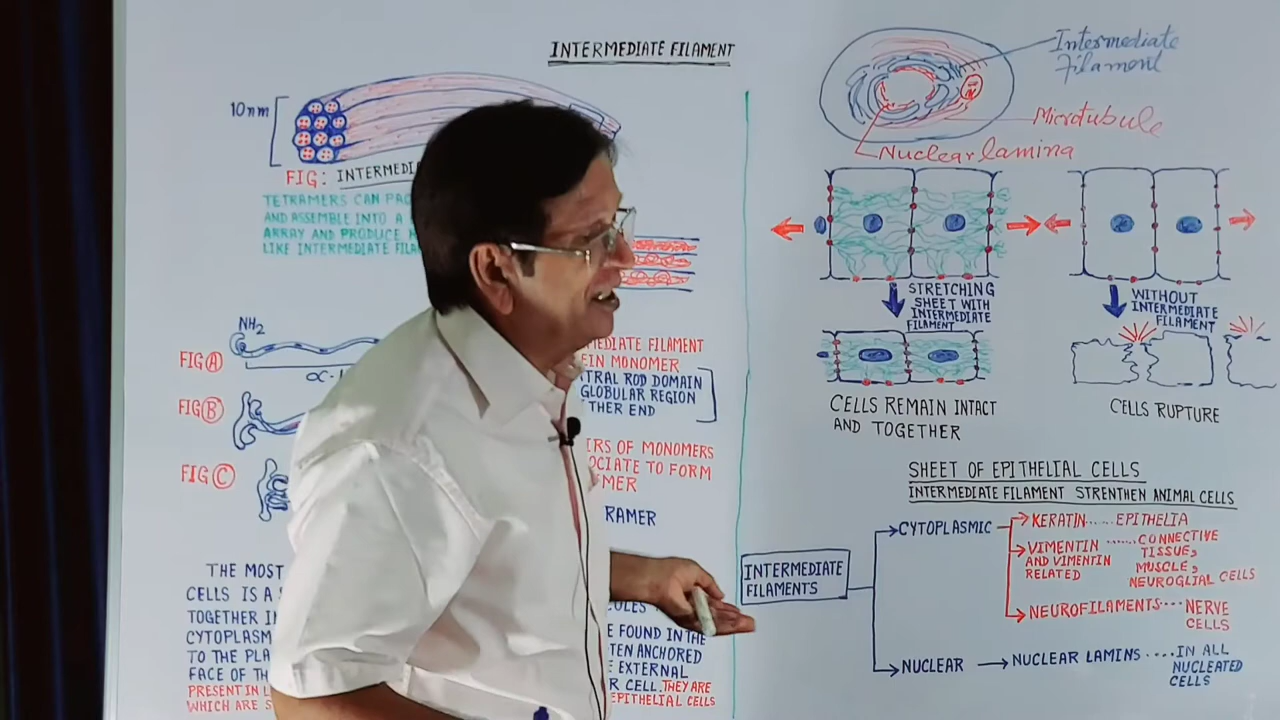 INTERMEDIATE FILAMENT
10nm
FIG: INTERMEDI
TETRAMERS CAN PAC
AND ASSEMBLE INTO A
ARRAY AND PRODUCE
LIKE INTERMEDIATE FILA
NH2
FIG A
FIG B
FIG C
MEDIATE FILAMENT
EIN MONOMER
TRAL ROD DOMAIN
GLOBULAR REGION
THER END
IRS OF MONOMERS
OCIATE TO FORM
MER
RAMER
THE MOST
CELLS IS A
TOGETHER IN
CYTOPLASM
TO THE PLA
FACE OF TH
PRESENT IN L
WHICH ARE S
CULES
E FOUND IN THE
TEN ANCHORED
E EXTERNAL
R CELL. THEY ARE
EPITHELIAL CELLS
Intermediate
Filament
Microtubule
Nuclear lamina
STRETCHING
SHEET WITH
INTERMEDIATE
FILAMENT
WITHOUT
INTERMEDIATE
FILAMENT
CELLS REMAIN INTACT
AND TOGETHER
CELLS RUPTURE
SHEET OF EPITHELIAL CELLS
INTERMEDIATE FILAMENT STRENTHEN ANIMAL CELLS
INTERMEDIATE
FILAMENTS
CYTOPLASMIC
KERATIN...... EPITHELIA
VIMENTIN ...... CONNECTIVE
AND VIMENTIN TISSUE,
RELATED MUSCLE,
NEUROGLIAL CELLS
NEUROFILAMENTS.... NERVE
CELLS
NUCLEAR → NUCLEAR LAMINS ..... IN ALL
NUCLEATED
CELLS